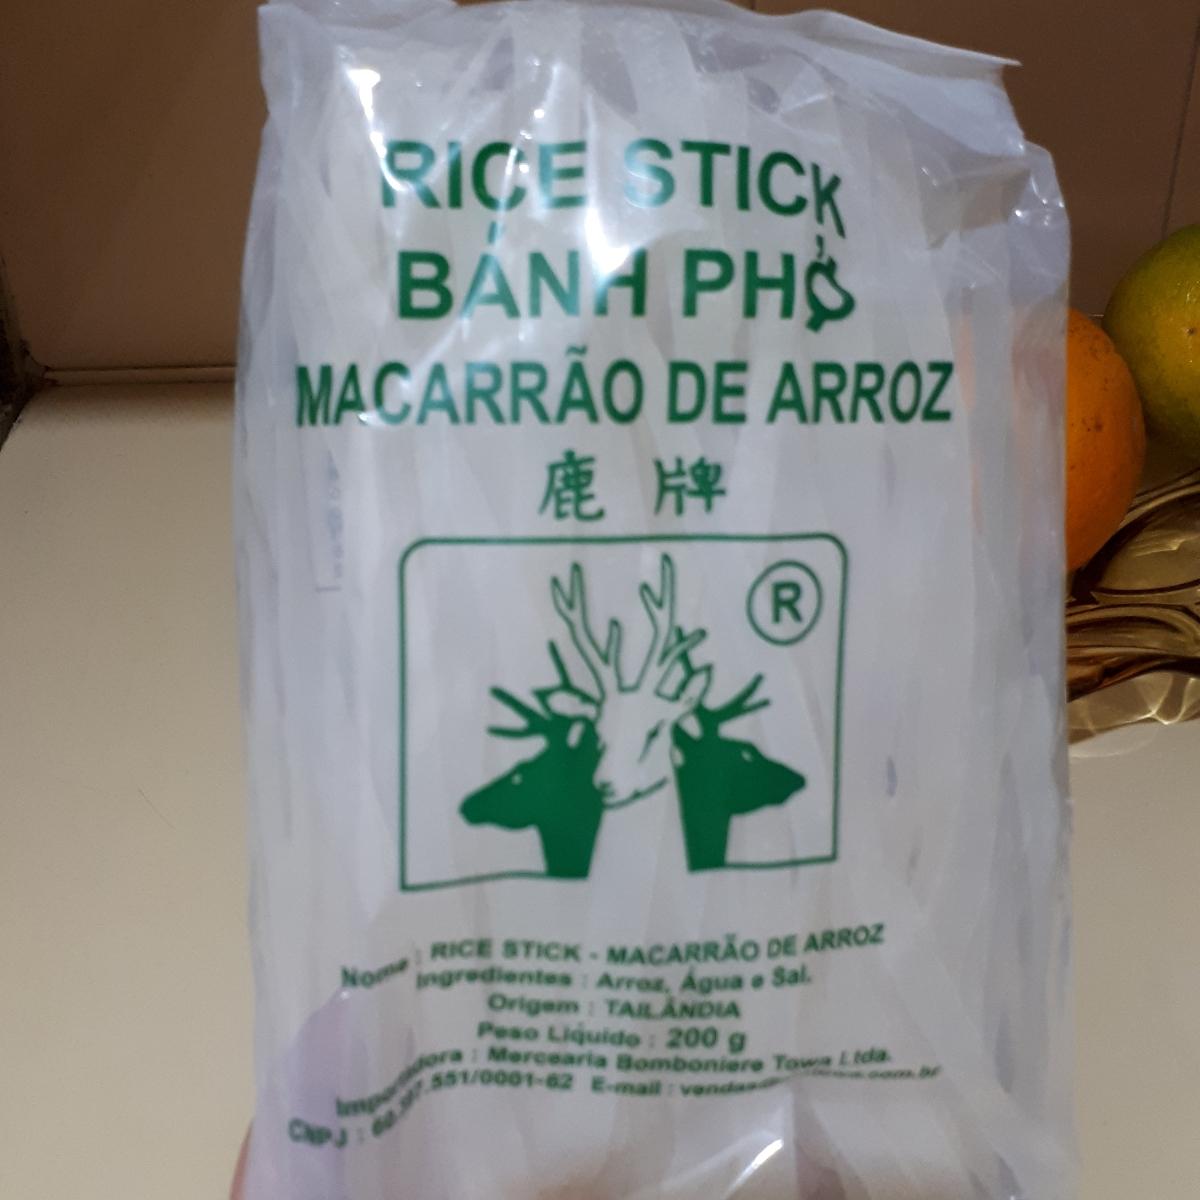 RICE STICK
BÁNH PHỞ
MACARRÃO DE ARROZ
鹿 牌
R
Nome : RICE STICK - MACARRÃO DE ARROZ
Ingredientes : Arroz, Água e Sal.
Origem : TAILÂNDIA
Peso Líquido : 200 g
Importadora : Mercearia Bomboniere Towa Ltda.
CNPJ : E-mail :